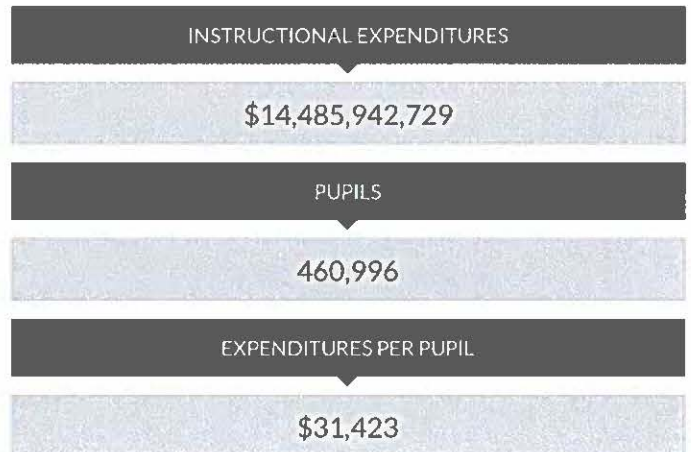 INSTRUCTIONAL EXPENDITURES
$14,485,942,729
PUPILS
460,996
EXPENDITURES PER PUPIL
$31,423